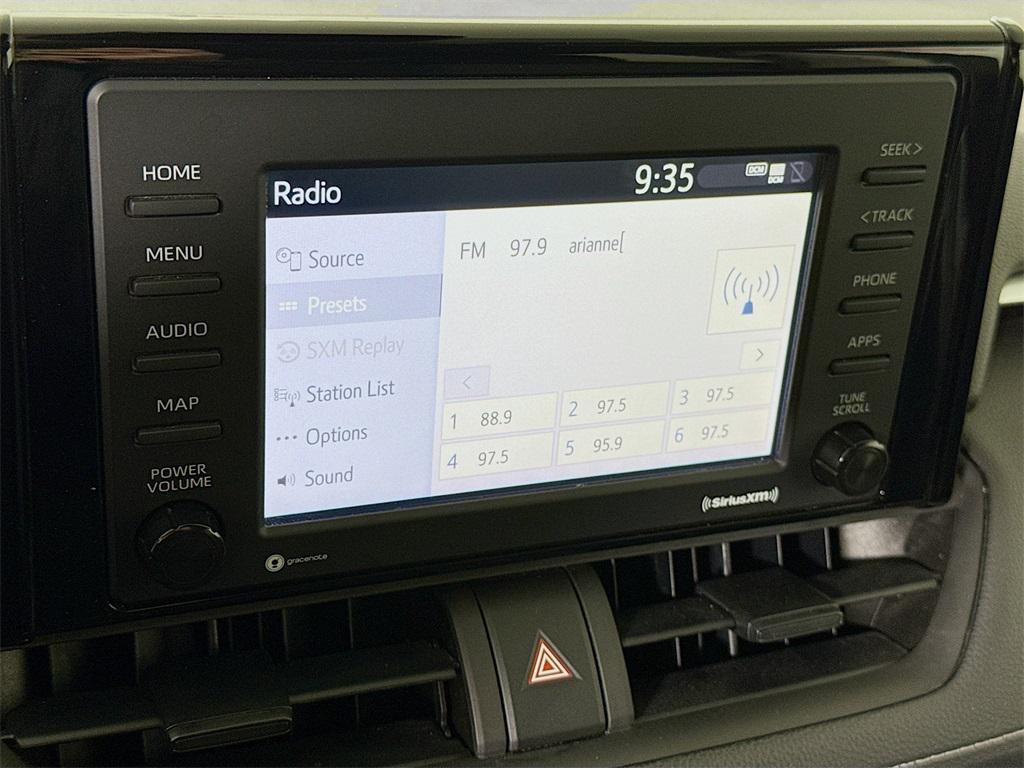 HOME
MENU
AUDIO
MAP
POWER
VOLUME
Radio 9:35 DCM DCM
Source
Presets
SXM Replay
Station List
Options
Sound
FM 97.9 arianne[
<
>
1 88.9 2 97.5 3 97.5
4 97.5 5 95.9 6 97.5
SEEK >
< TRACK
PHONE
APPS
TUNE
SCROLL
gracenote
((SiriusXM))